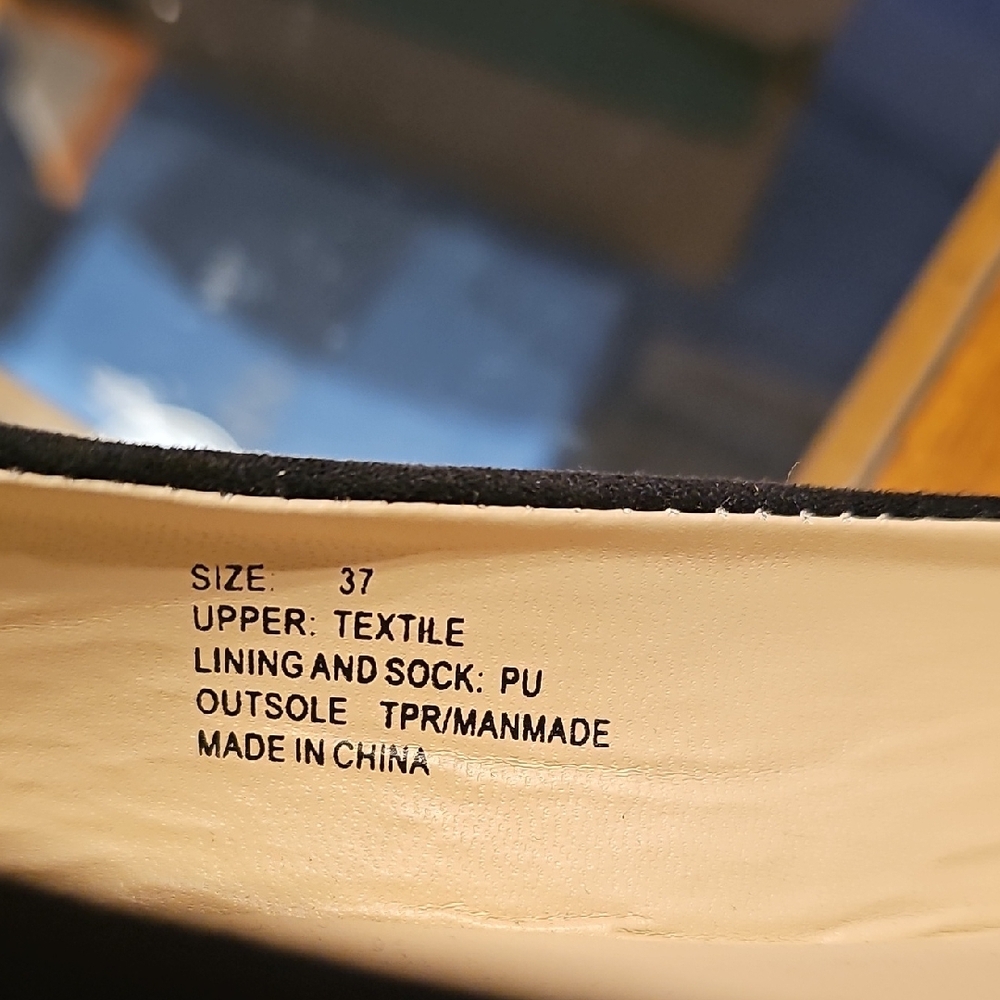 SIZE: 37
UPPER: TEXTILE
LINING AND SOCK: PU
OUTSOLE TPR/MANMADE
MADE IN CHINA